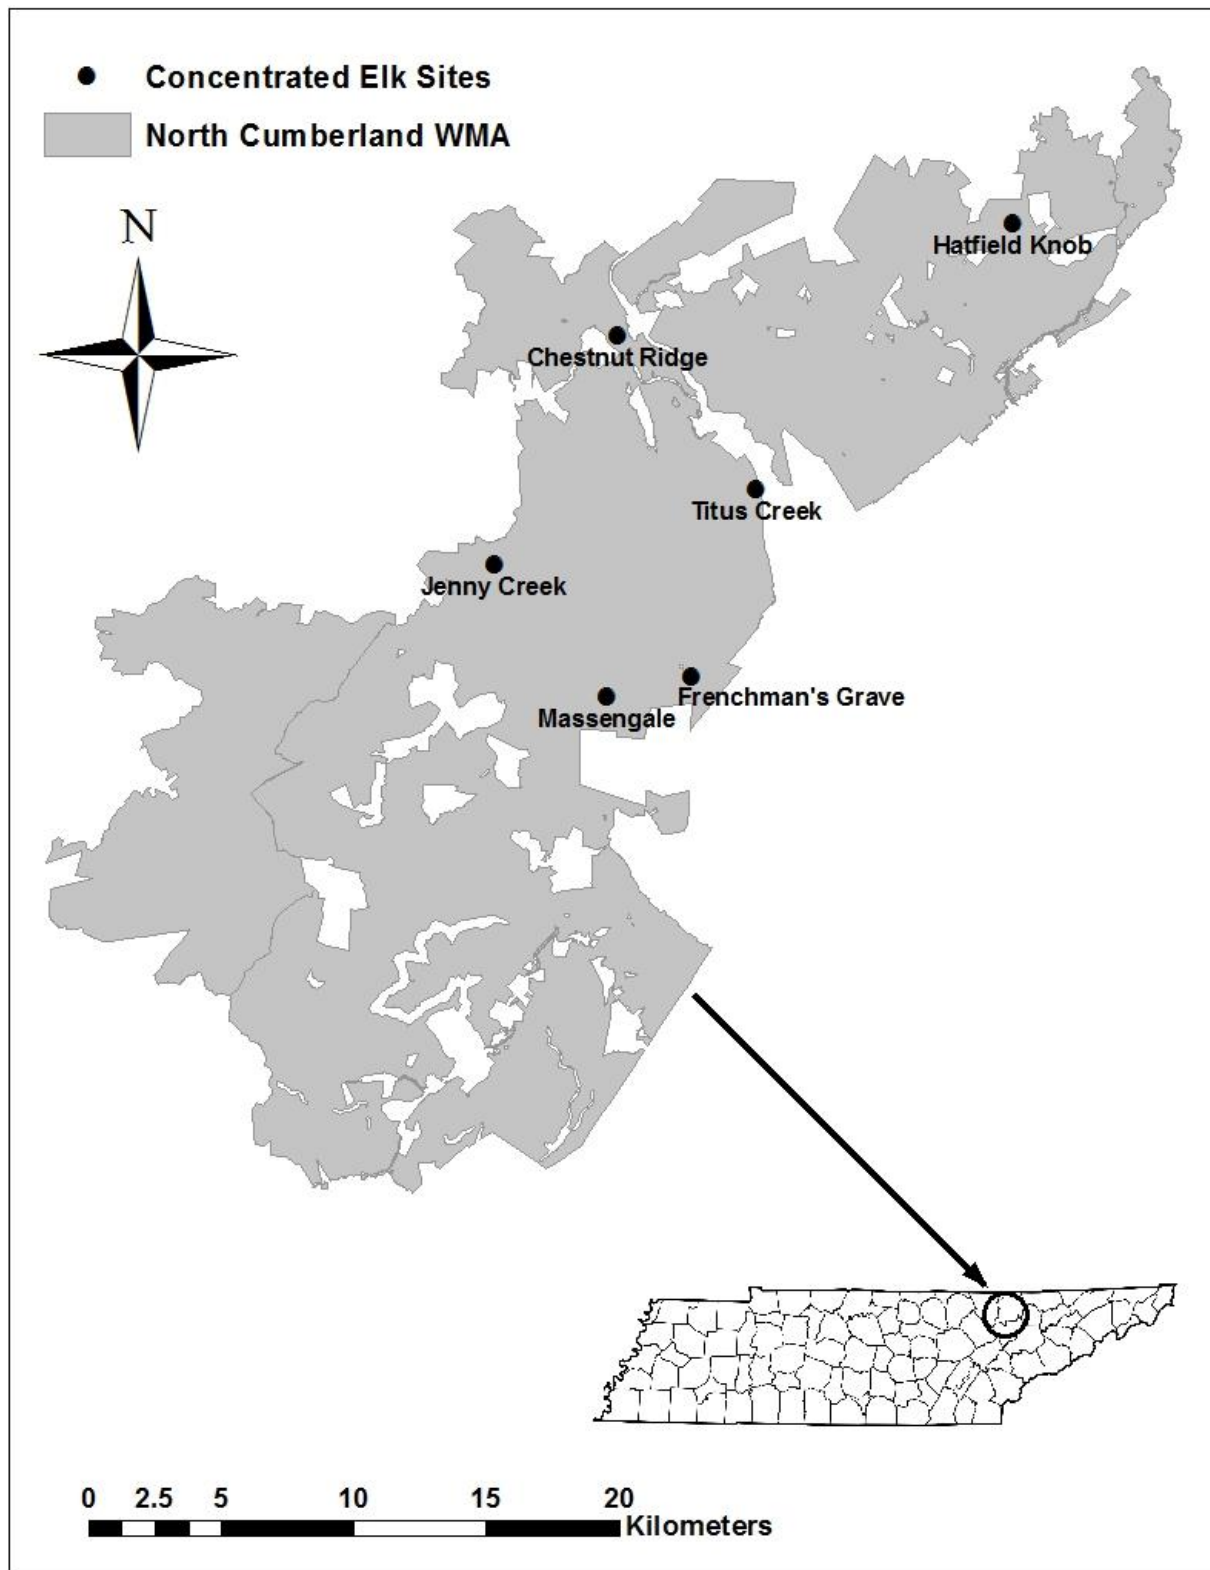 Concentrated Elk Sites
North Cumberland WMA
N
Hatfield Knob
Chestnut Ridge
Titus Creek
Jenny Creek
Frenchman's Grave
Massengale
0 2.5 5 10 15 20
Kilometers